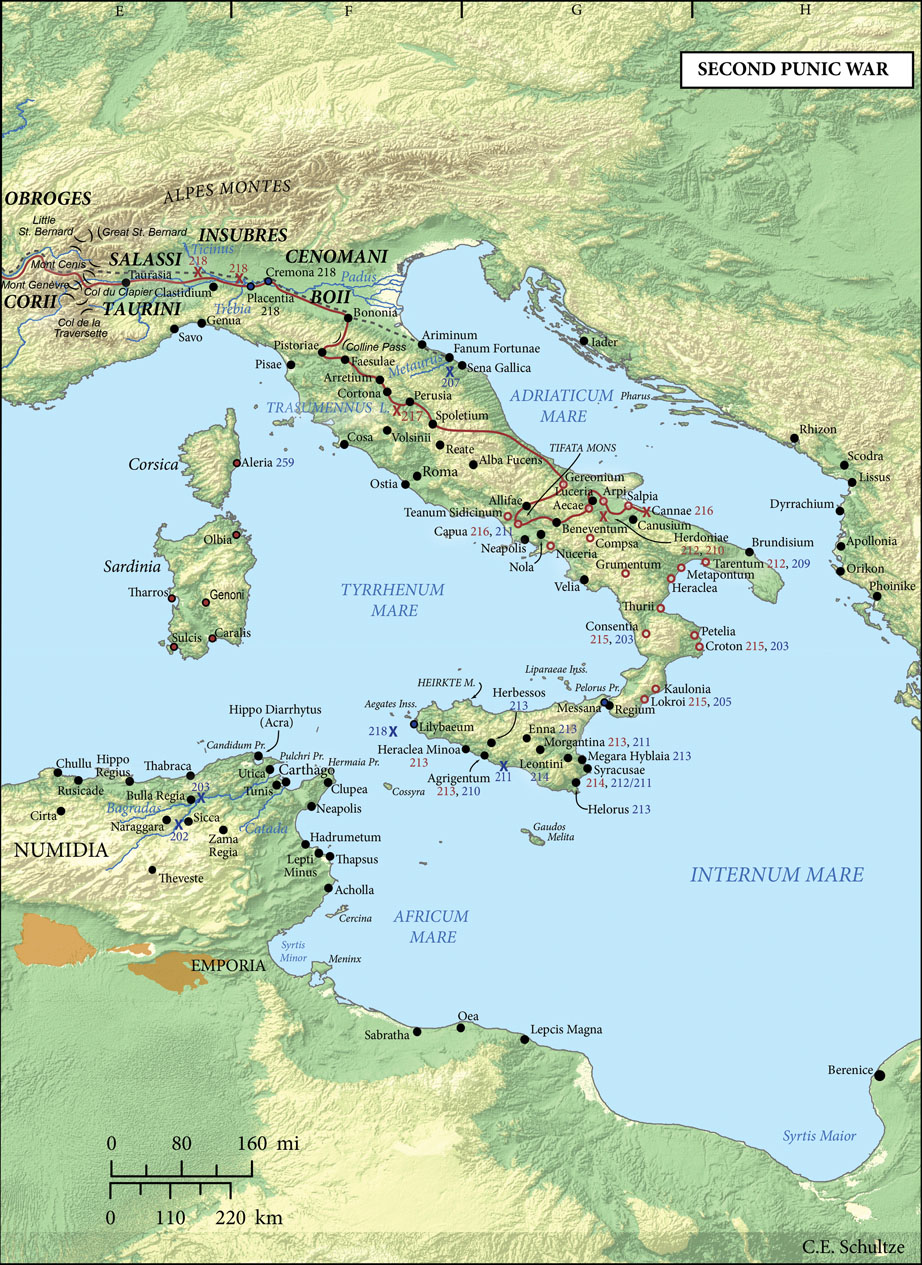 E
F
G
H
SECOND PUNIC WAR
OBROGES
ALPES MONTES
Little
St. Bernard
Great St. Bernard
INSUBRES
Ticinus
218
SALASSI
CENOMANI
Mont Cenis
Taurasia
218
Cremona 218
Padus
Mont Genèvre
Col du Clapier
Clastidium
Placentia
218
BOII
CORII
TAURINI
Trebia
Col de la
Traversette
Genua
Savo
Bononia
Pistoriae
Colline Pass
Ariminum
Fanum Fortunae
Iader
Pisae
Faesulae
Metaurus
Sena Gallica
Arretium
207
Cortona
Perusia
ADRIATICUM
MARE
Pharus
TRASUMENNUS L.
217
Spoletium
Cosa
Volsinii
Rhizon
Reate
TIFATA MONS
Corsica
Aleria 259
Alba Fucens
Scodra
Roma
Gereonium
Lissus
Ostia
Luceria
Arpi
Salpia
Allifae
Aecae
Cannae 216
Dyrrachium
Teanum Sidicinum
Canusium
Capua 216, 211
Beneventum
Herdoniae
212, 210
Olbia
Neapolis
Compsa
Brundisium
Apollonia
Nuceria
Nola
Sardinia
Grumentum
Tarentum 212, 209
Metapontum
Orikon
Tharros
Genoni
TYRRHENUM
MARE
Velia
Heraclea
Phoinike
Thurii
Sulcis
Caralis
Consentia
215, 203
Petelia
Croton 215, 203
Liparaeae Inss.
HEIRKTE M.
Pelorus Pr.
Kaulonia
Herbessos
213
Lokroi 215, 205
Aegates Inss.
Messana
Regium
Hippo Diarrhytus
(Acra)
218
Lilybaeum
Enna 213
Candidum Pr.
Heraclea Minoa
213
Morgantina 213, 211
Pulchri Pr.
Megara Hyblaia 213
Chullu
Hippo
Regius
Thabraca
Hermaia Pr.
Leontini
214
Utica
Carthago
Agrigentum
213, 210
211
Syracusae
214, 212/211
Rusicade
203
Tunis
Clupea
Cossyra
Bulla Regia
Helorus 213
Bagradas
Neapolis
Cirta
Sicca
Naraggara
Catada
Gaudos
Melita
202
Zama
Regia
Hadrumetum
NUMIDIA
Lepti
Minus
Thapsus
Theveste
INTERNUM MARE
Acholla
AFRICUM
MARE
Cercina
Syrtis
Minor
Meninx
EMPORIA
Oea
Sabratha
Lepcis Magna
Berenice
Syrtis Maior
0 80 160 mi
0 110 220 km
C.E. Schultze